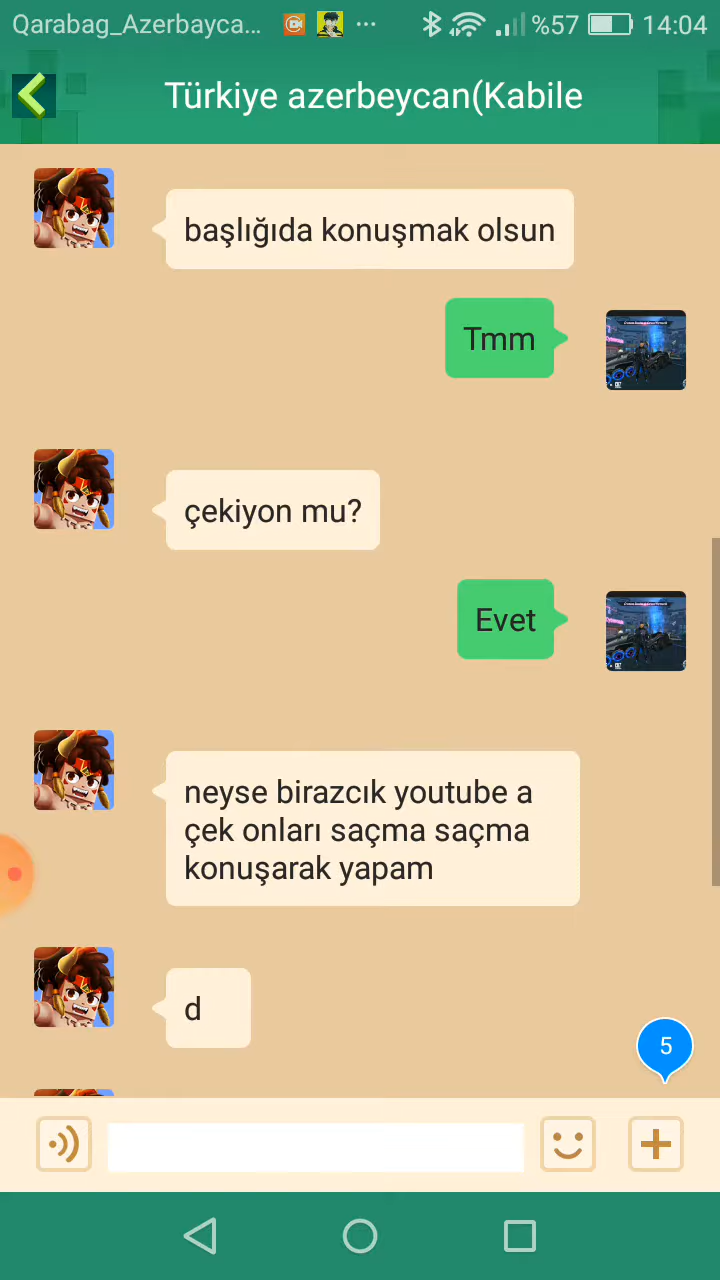 Qarabag_Azerbayca... %57 14:04
Türkiye azerbeycan(Kabile
başlığıda konuşmak olsun
Tmm
çekiyon mu?
Evet
neyse birazcık youtube a
çek onları saçma saçma
konuşarak yapam
d
5